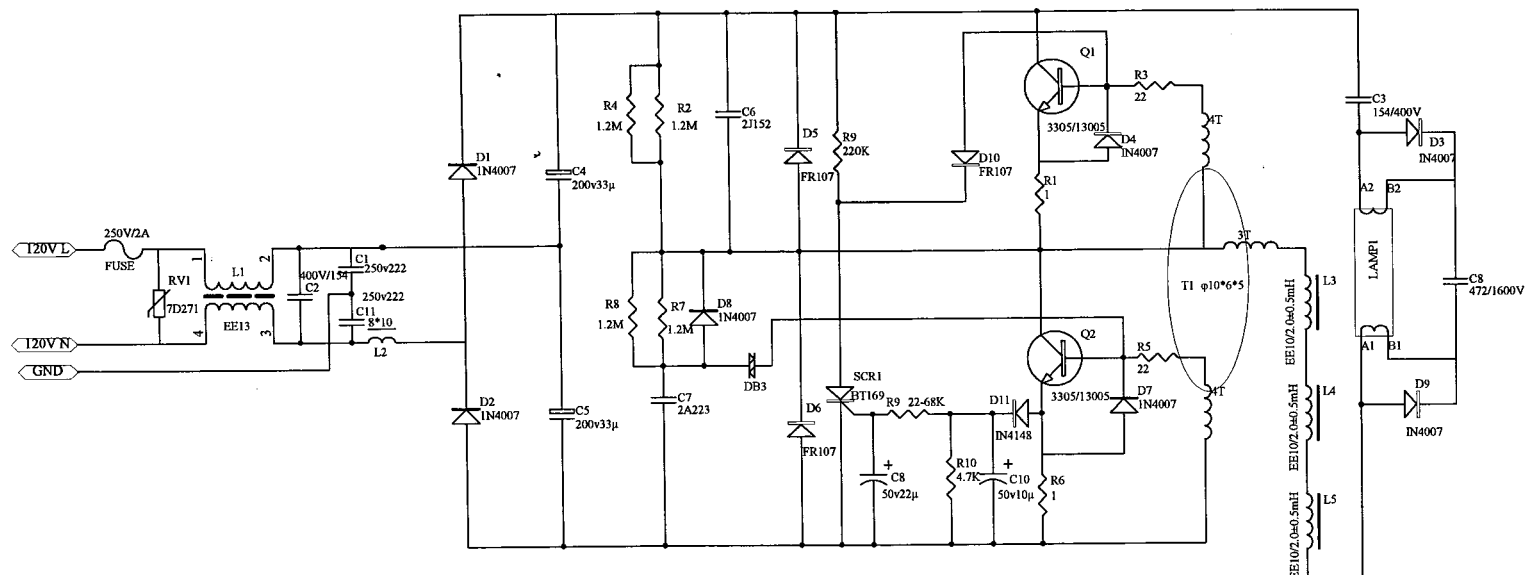 120V L
250V/2A
FUSE
RV1
7D271
1
L1
2
EE13
4
3
400V/154
C2
C1
250v222
250v222
C11
8*10
L2
120V N
GND
D1
1N4007
D2
1N4007
C4
200v33μ
C5
200v33μ
R4
1.2M
R2
1.2M
C6
2J152
D5
FR107
R9
220K
D10
FR107
Q1
3305/13005
R3
22
D4
IN4007
R1
1
4T
3T
T1 φ10*6*5
R8
1.2M
R7
1.2M
D8
1N4007
DB3
C7
2A223
D6
FR107
SCR1
BT169
R9 22-68K
D11
IN4148
C8
50v22μ
R10
4.7K
C10
50v10μ
R6
1
Q2
3305/13005
R5
22
D7
1N4007
4T
C3
154/400V
D3
IN4007
A2
B2
LAMP1
A1
B1
C8
472/1600V
D9
IN4007
L3
EE10/2.0±0.5mH
L4
EE10/2.0±0.5mH
L5
EE10/2.0±0.5mH